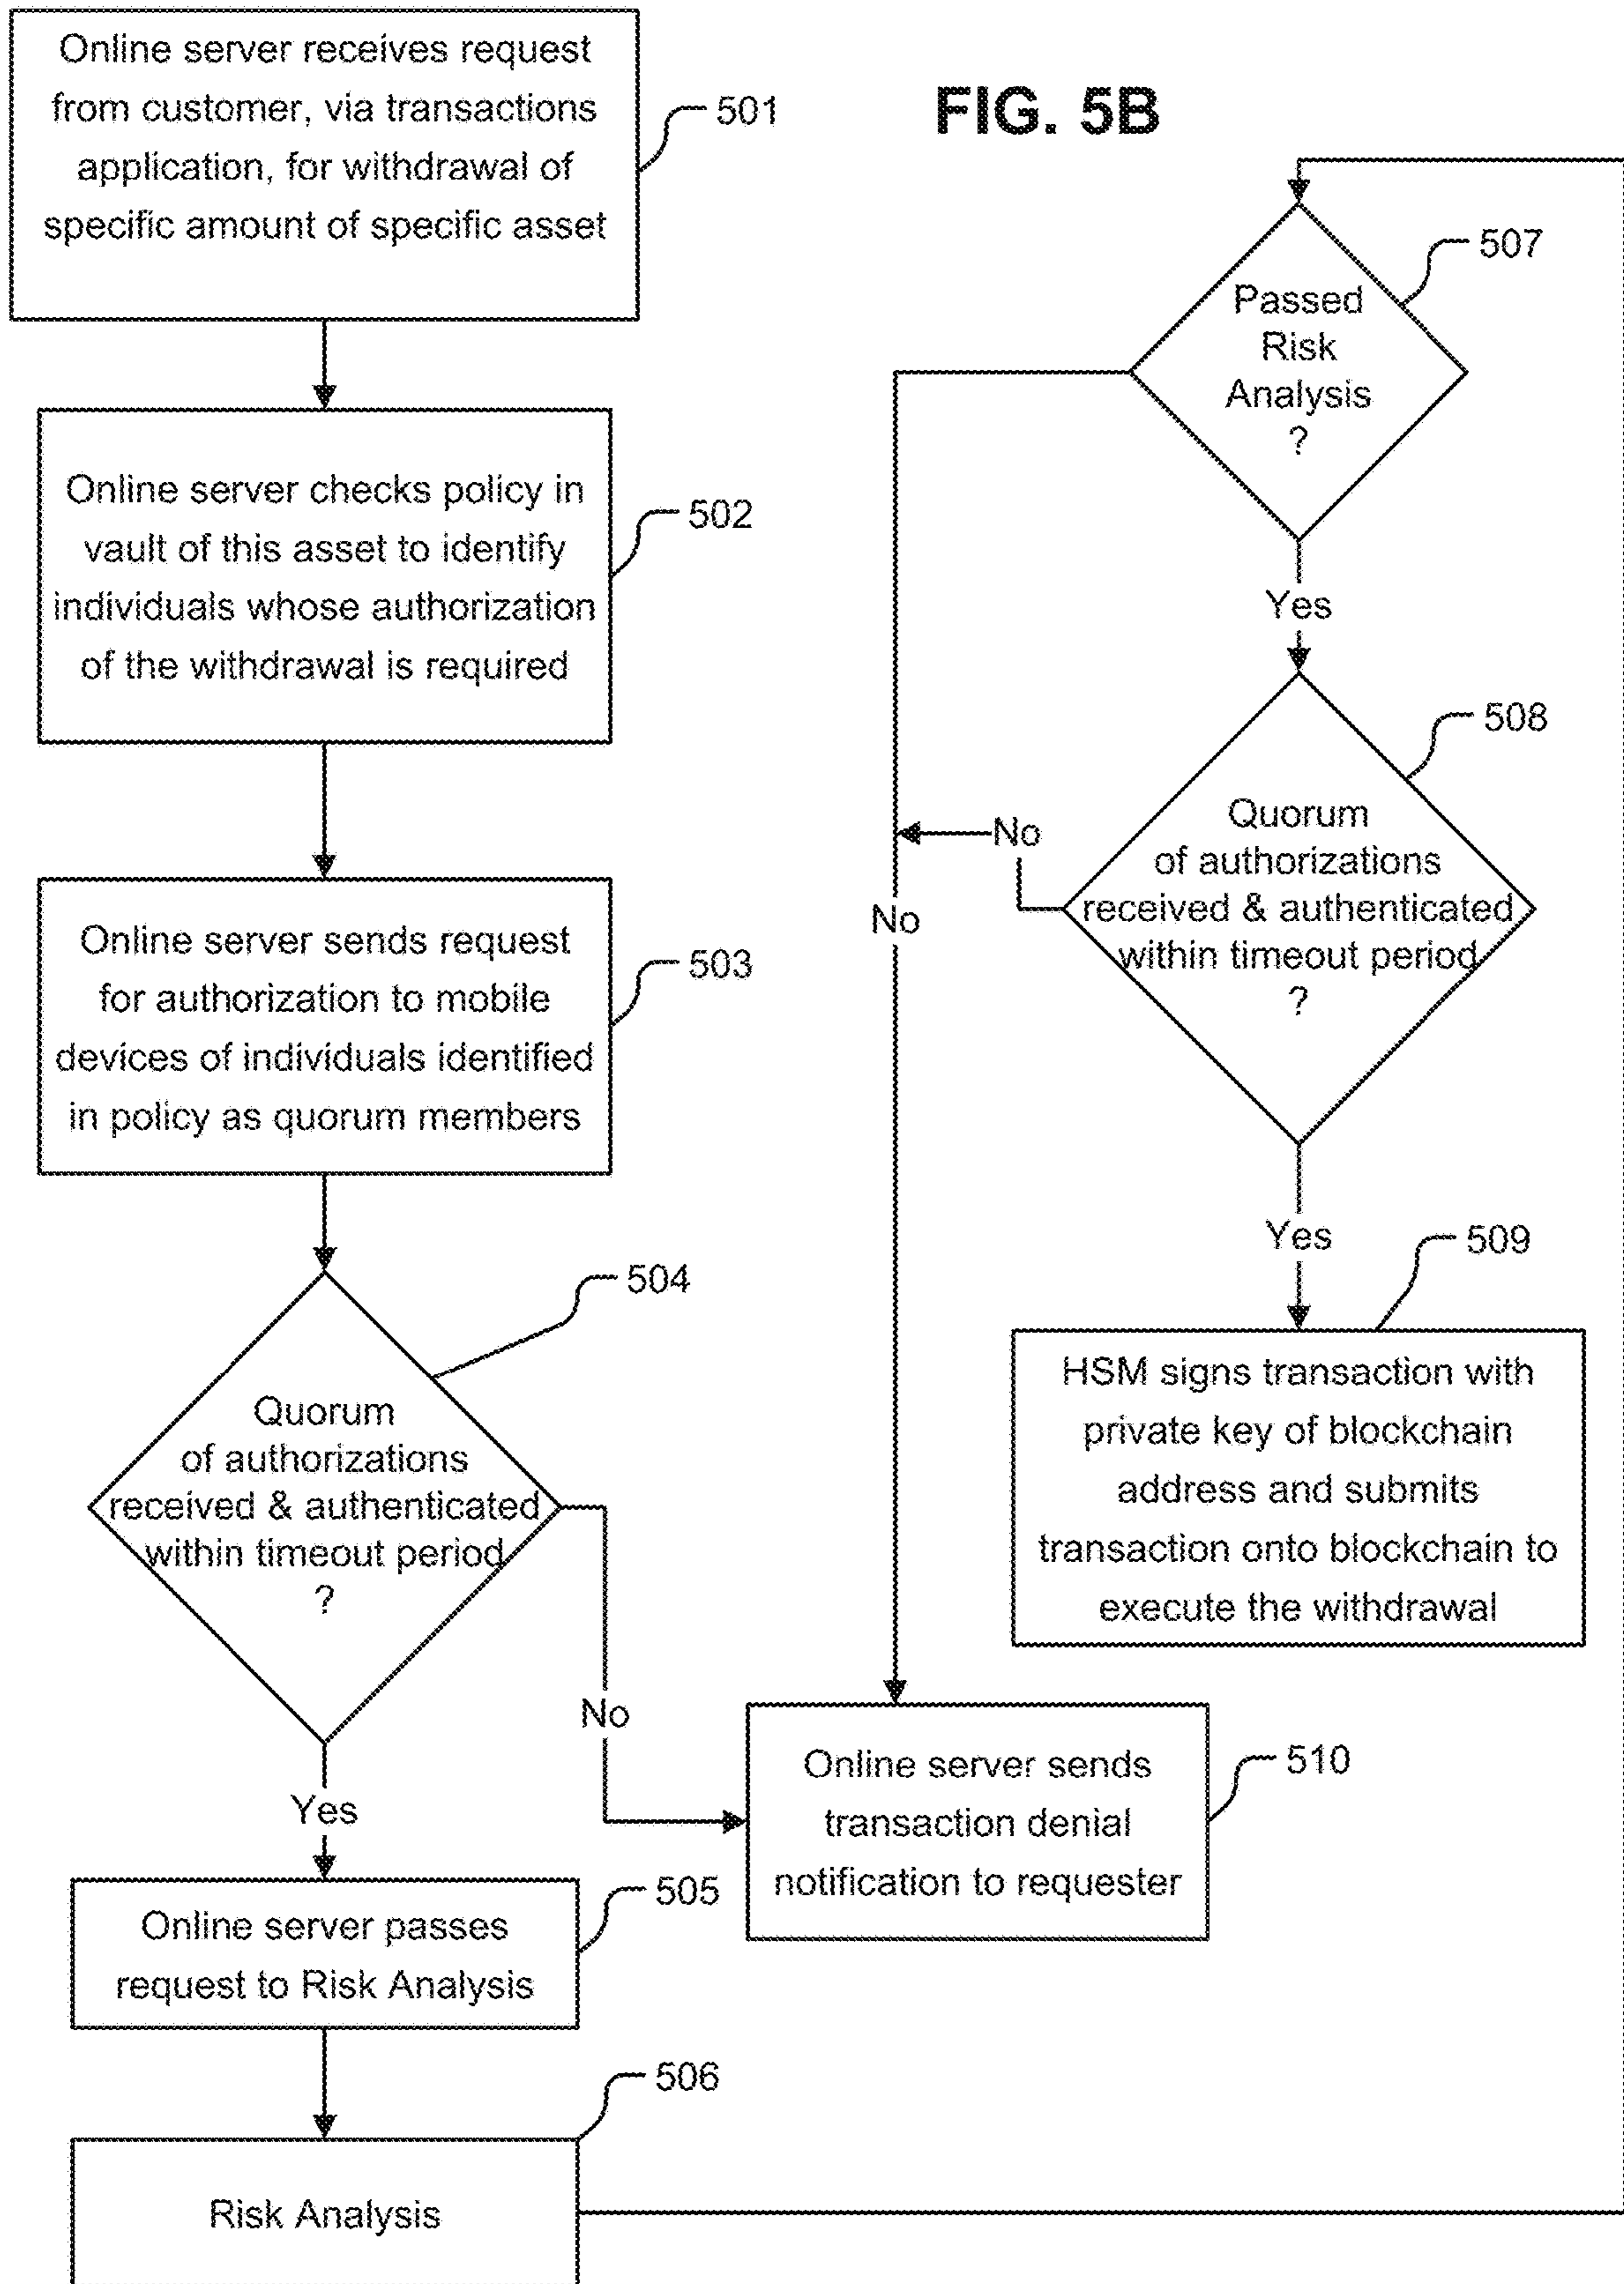 FIG. 5B
Online server receives request
from customer, via transactions
application, for withdrawal of
specific amount of specific asset
501
Online server checks policy in
vault of this asset to identify
individuals whose authorization
of the withdrawal is required
502
Online server sends request
for authorization to mobile
devices of individuals identified
in policy as quorum members
503
504
Quorum
of authorizations
received & authenticated
within timeout period
?
No
Yes
Online server passes
request to Risk Analysis
505
506
Risk Analysis
507
Passed
Risk
Analysis
?
No
Yes
508
Quorum
of authorizations
received & authenticated
within timeout period
?
No
Yes
509
HSM signs transaction with
private key of blockchain
address and submits
transaction onto blockchain to
execute the withdrawal
Online server sends
transaction denial
notification to requester
510